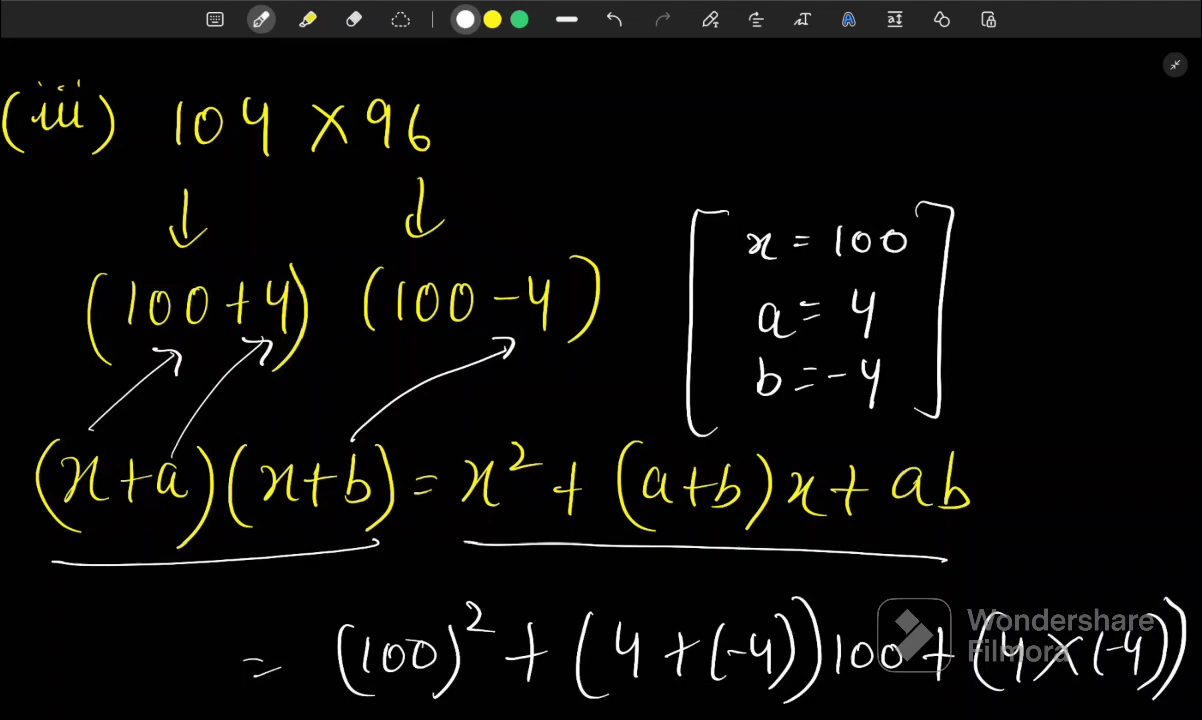 (iii) 104 × 96
↓ ↓
(100+4) (100-4)
x = 100
a = 4
b = -4
(x+a)(x+b) = x² + (a+b)x + ab
= (100)² + (4+(-4))100 + (4×(-4))
Wondershare
Filmora